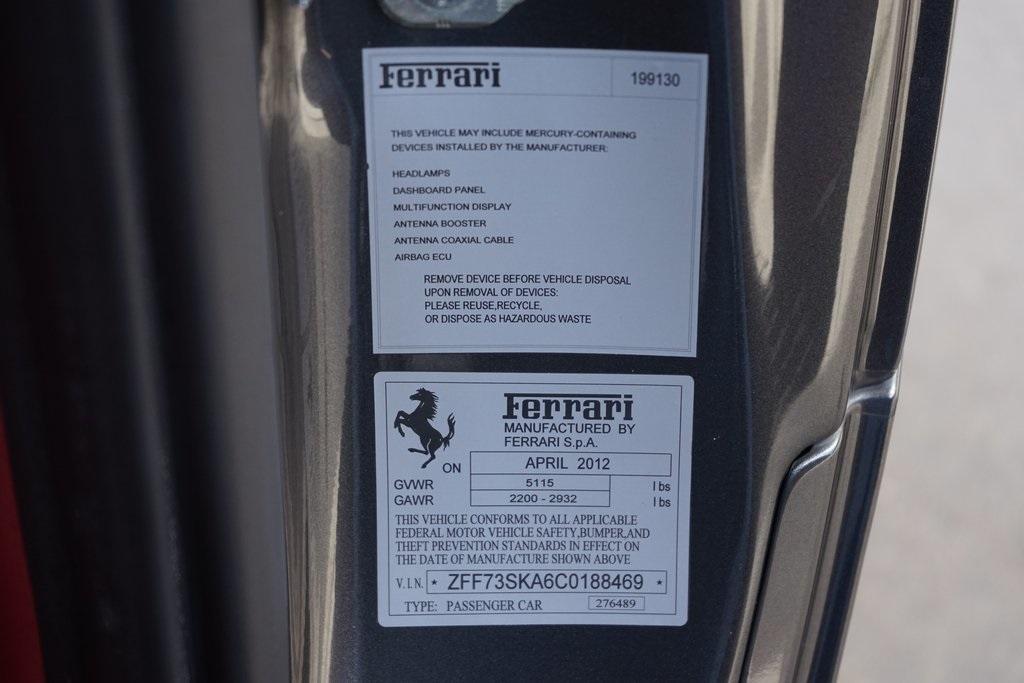 Ferrari 199130
THIS VEHICLE MAY INCLUDE MERCURY-CONTAINING
DEVICES INSTALLED BY THE MANUFACTURER:
HEADLAMPS
DASHBOARD PANEL
MULTIFUNCTION DISPLAY
ANTENNA BOOSTER
ANTENNA COAXIAL CABLE
AIRBAG ECU
REMOVE DEVICE BEFORE VEHICLE DISPOSAL
UPON REMOVAL OF DEVICES:
PLEASE REUSE,RECYCLE,
OR DISPOSE AS HAZARDOUS WASTE
Ferrari
MANUFACTURED BY
FERRARI S.p.A.
ON APRIL 2012
GVWR 5115 lbs
GAWR 2200 - 2932 lbs
THIS VEHICLE CONFORMS TO ALL APPLICABLE
FEDERAL MOTOR VEHICLE SAFETY,BUMPER,AND
THEFT PREVENTION STANDARDS IN EFFECT ON
THE DATE OF MANUFACTURE SHOWN ABOVE
V.I.N. * ZFF73SKA6C0188469 *
TYPE: PASSENGER CAR 276489